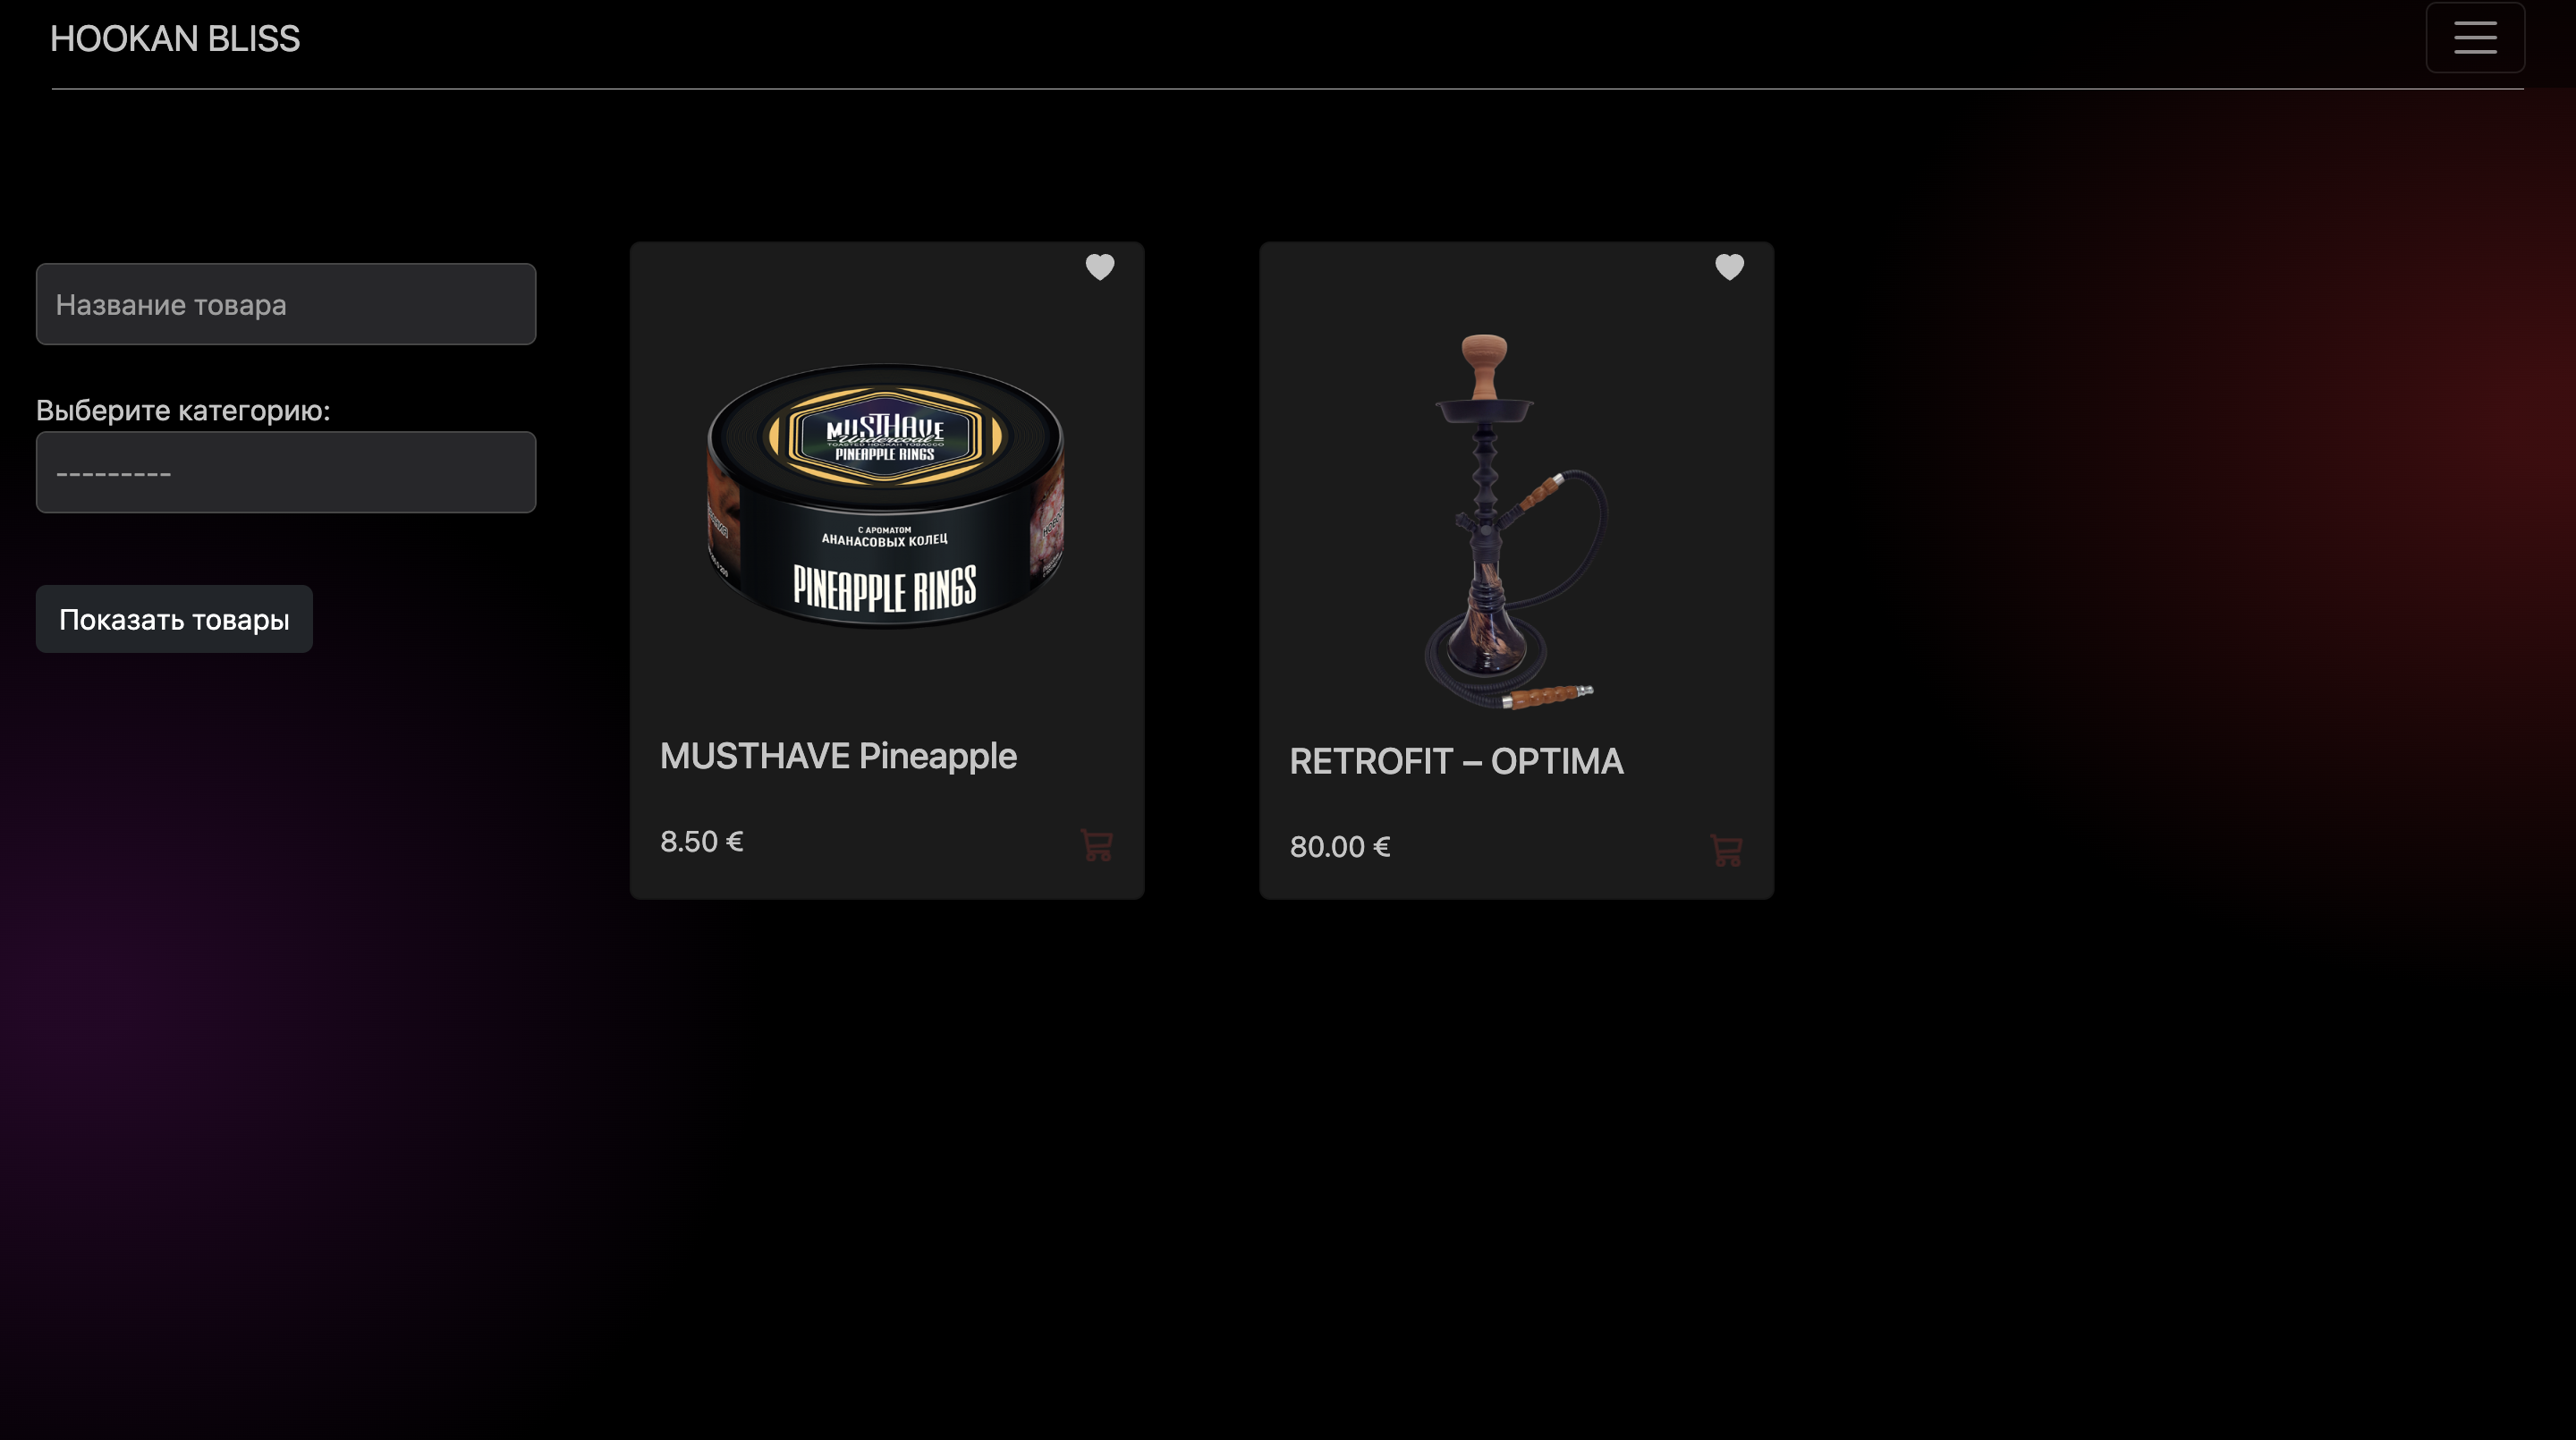 HOOKAN BLISS
Название товара
Выберите категорию:
---------
Показать товары
MUSTHAVE
Undercoal
TOASTED HOOKAH TOBACCO
PINEAPPLE RINGS
С АРОМАТОМ
АНАНАСОВЫХ КОЛЕЦ
PINEAPPLE RINGS
MUSTHAVE Pineapple
8.50 €
RETROFIT – OPTIMA
80.00 €